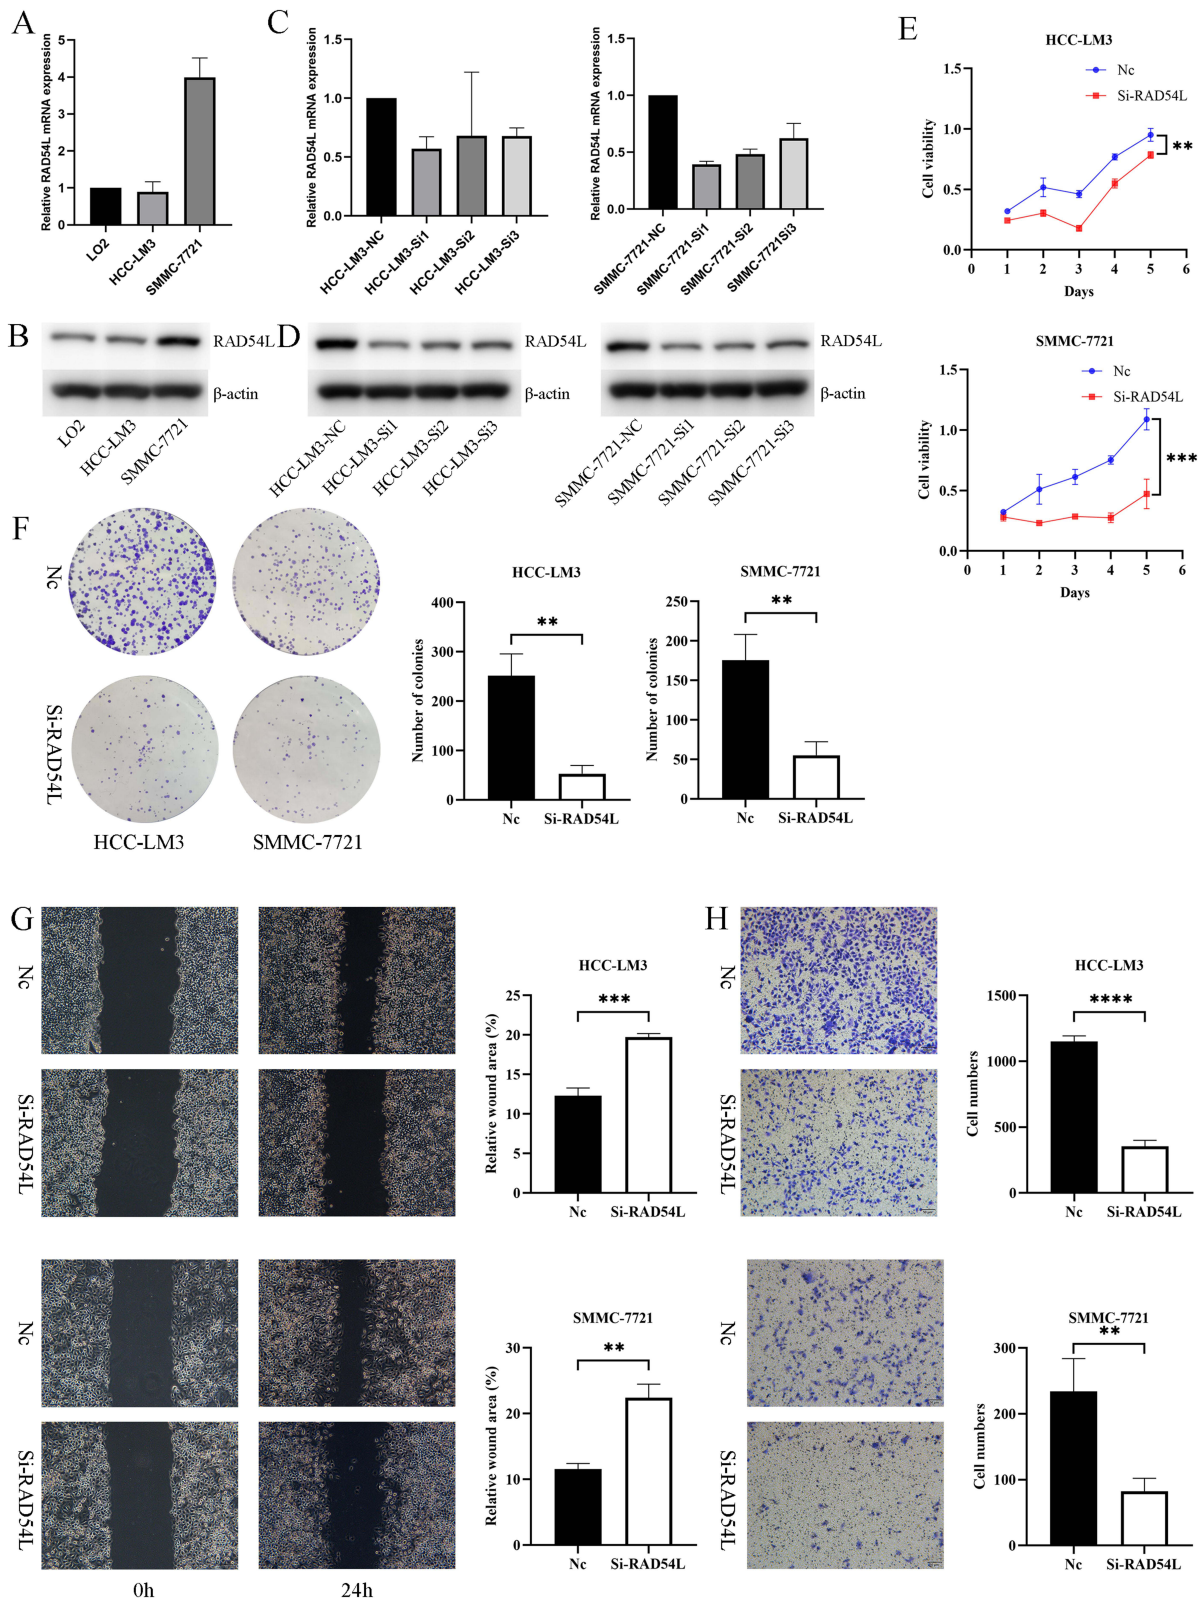 A
Relative RAD54L mRNA expression
5
4
3
2
1
0
LO2
HCC-LM3
SMMC-7721
C
Relative RAD54L mRNA expression
1.5
1.0
0.5
0.0
HCC-LM3-NC
HCC-LM3-Si1
HCC-LM3-Si2
HCC-LM3-Si3
Relative RAD54L mRNA expression
1.5
1.0
0.5
0.0
SMMC-7721-NC
SMMC-7721-Si1
SMMC-7721-Si2
SMMC-7721Si3
E
HCC-LM3
Nc
Si-RAD54L
Cell viability
1.5
1.0
0.5
0.0
0 1 2 3 4 5 6
Days
**
SMMC-7721
Nc
Si-RAD54L
Cell viability
1.5
1.0
0.5
0.0
0 1 2 3 4 5 6
Days
***
B
RAD54L
β-actin
LO2
HCC-LM3
SMMC-7721
D
RAD54L
β-actin
HCC-LM3-NC
HCC-LM3-Si1
HCC-LM3-Si2
HCC-LM3-Si3
RAD54L
β-actin
SMMC-7721-NC
SMMC-7721-Si1
SMMC-7721-Si2
SMMC-7721-Si3
F
Nc
Si-RAD54L
HCC-LM3
SMMC-7721
HCC-LM3
Number of colonies
400
300
200
100
0
**
Nc Si-RAD54L
SMMC-7721
Number of colonies
250
200
150
100
50
0
**
Nc Si-RAD54L
G
Nc
Si-RAD54L
Nc
Si-RAD54L
0h
24h
HCC-LM3
Relative wound area (%)
25
20
15
10
5
0
***
Nc Si-RAD54L
SMMC-7721
Relative wound area (%)
30
20
10
0
**
Nc Si-RAD54L
H
Nc
Si-RAD54L
Nc
Si-RAD54L
HCC-LM3
Cell numbers
1500
1000
500
0
****
Nc Si-RAD54L
SMMC-7721
Cell numbers
300
200
100
0
**
Nc Si-RAD54L